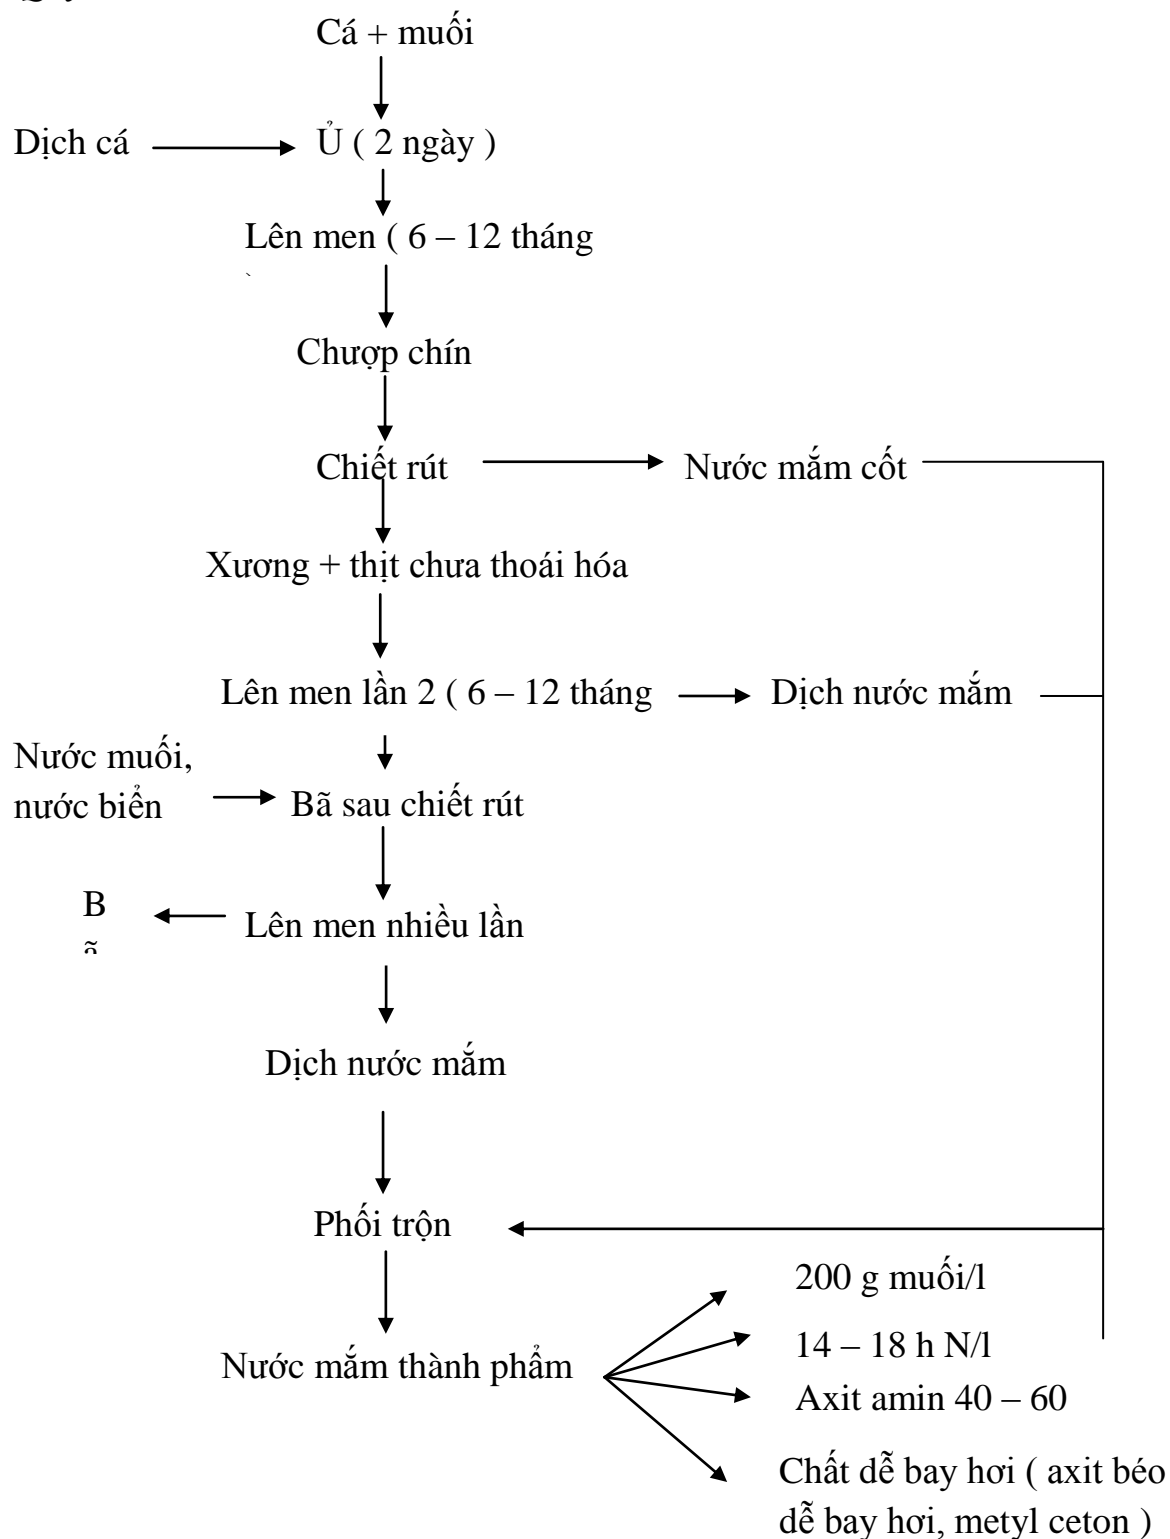 Cá + muối
Dịch cá
Ủ ( 2 ngày )
Lên men ( 6 – 12 tháng
Chượp chín
Chiết rút
Nước mắm cốt
Xương + thịt chưa thoái hóa
Lên men lần 2 ( 6 – 12 tháng
Dịch nước mắm
Nước muối,
nước biển
Bã sau chiết rút
B
ã
Lên men nhiều lần
Dịch nước mắm
Phối trộn
200 g muối/l
14 – 18 h N/l
Nước mắm thành phẩm
Axit amin 40 – 60
Chất dễ bay hơi ( axit béo
dễ bay hơi, metyl ceton )